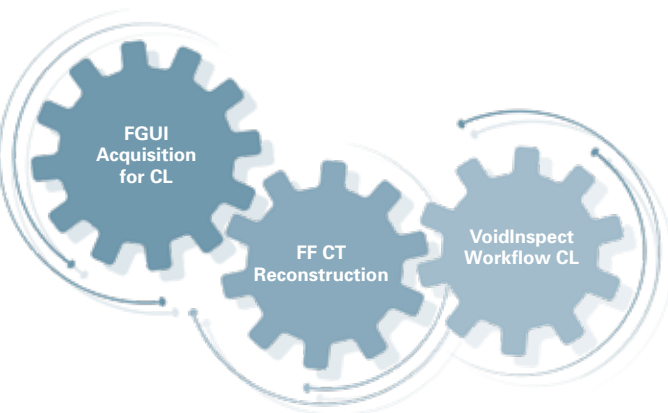 FGUI
Acquisition
for CL
FF CT
Reconstruction
VoidInspect
Workflow CL